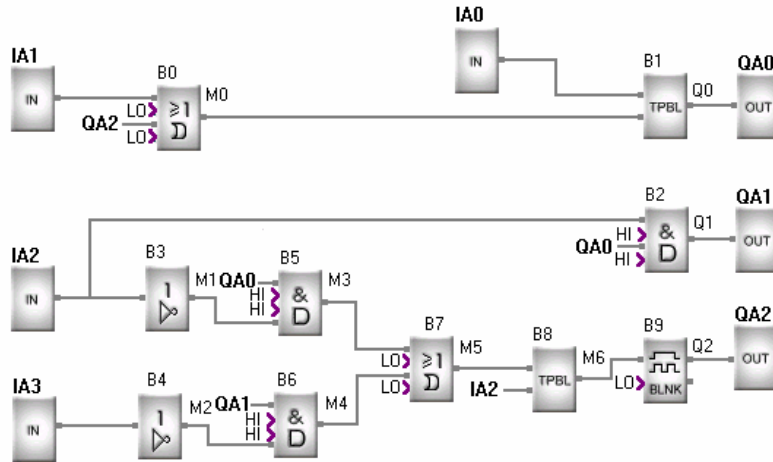 IA0
IN
B1
TPBL
Q0
QA0
OUT
IA1
IN
B0
LO
QA2
LO
≥1
M0
B2
HI
QA0
HI
&
Q1
QA1
OUT
IA2
IN
B3
1
M1
QA0
B5
HI
HI
&
M3
B7
LO
LO
≥1
M5
B8
IA2
TPBL
M6
B9
LO
BLNK
Q2
QA2
OUT
IA3
IN
B4
1
M2
QA1
B6
HI
HI
&
M4